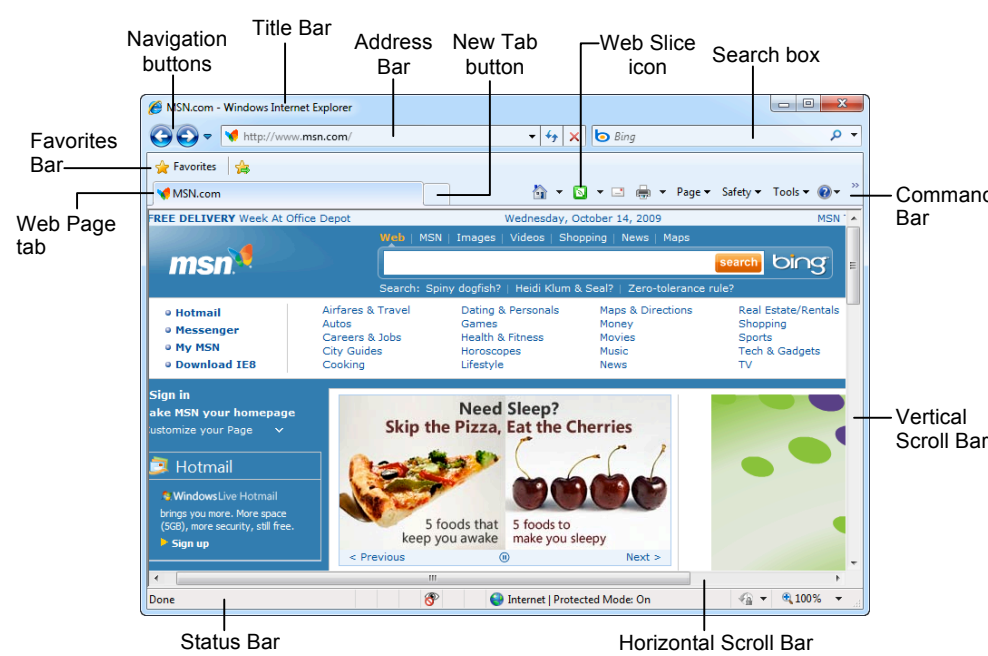 Title Bar
Navigation
buttons
Address
Bar
New Tab
button
Web Slice
icon
Search box
MSN.com - Windows Internet Explorer
http://www.msn.com/
Bing
Favorites
Bar
Favorites
MSN.com
Page
Safety
Tools
Command
Bar
Web Page
tab
FREE DELIVERY Week At Office Depot
Wednesday, October 14, 2009
MSN
Web | MSN | Images | Videos | Shopping | News | Maps
msn
search
bing
Search: Spiny dogfish? | Heidi Klum & Seal? | Zero-tolerance rule?
Hotmail
Messenger
My MSN
Download IE8
Airfares & Travel
Autos
Careers & Jobs
City Guides
Cooking
Dating & Personals
Games
Health & Fitness
Horoscopes
Lifestyle
Maps & Directions
Money
Movies
Music
News
Real Estate/Rentals
Shopping
Sports
Tech & Gadgets
TV
Sign in
ake MSN your homepage
ustomize your Page
Hotmail
WindowsLive Hotmail
brings you more. More space
(5GB), more security, still free.
Sign up
Need Sleep?
Skip the Pizza, Eat the Cherries
5 foods that
keep you awake
5 foods to
make you sleepy
< Previous
Next >
Vertical
Scroll Bar
Done
Internet | Protected Mode: On
100%
Status Bar
Horizontal Scroll Bar